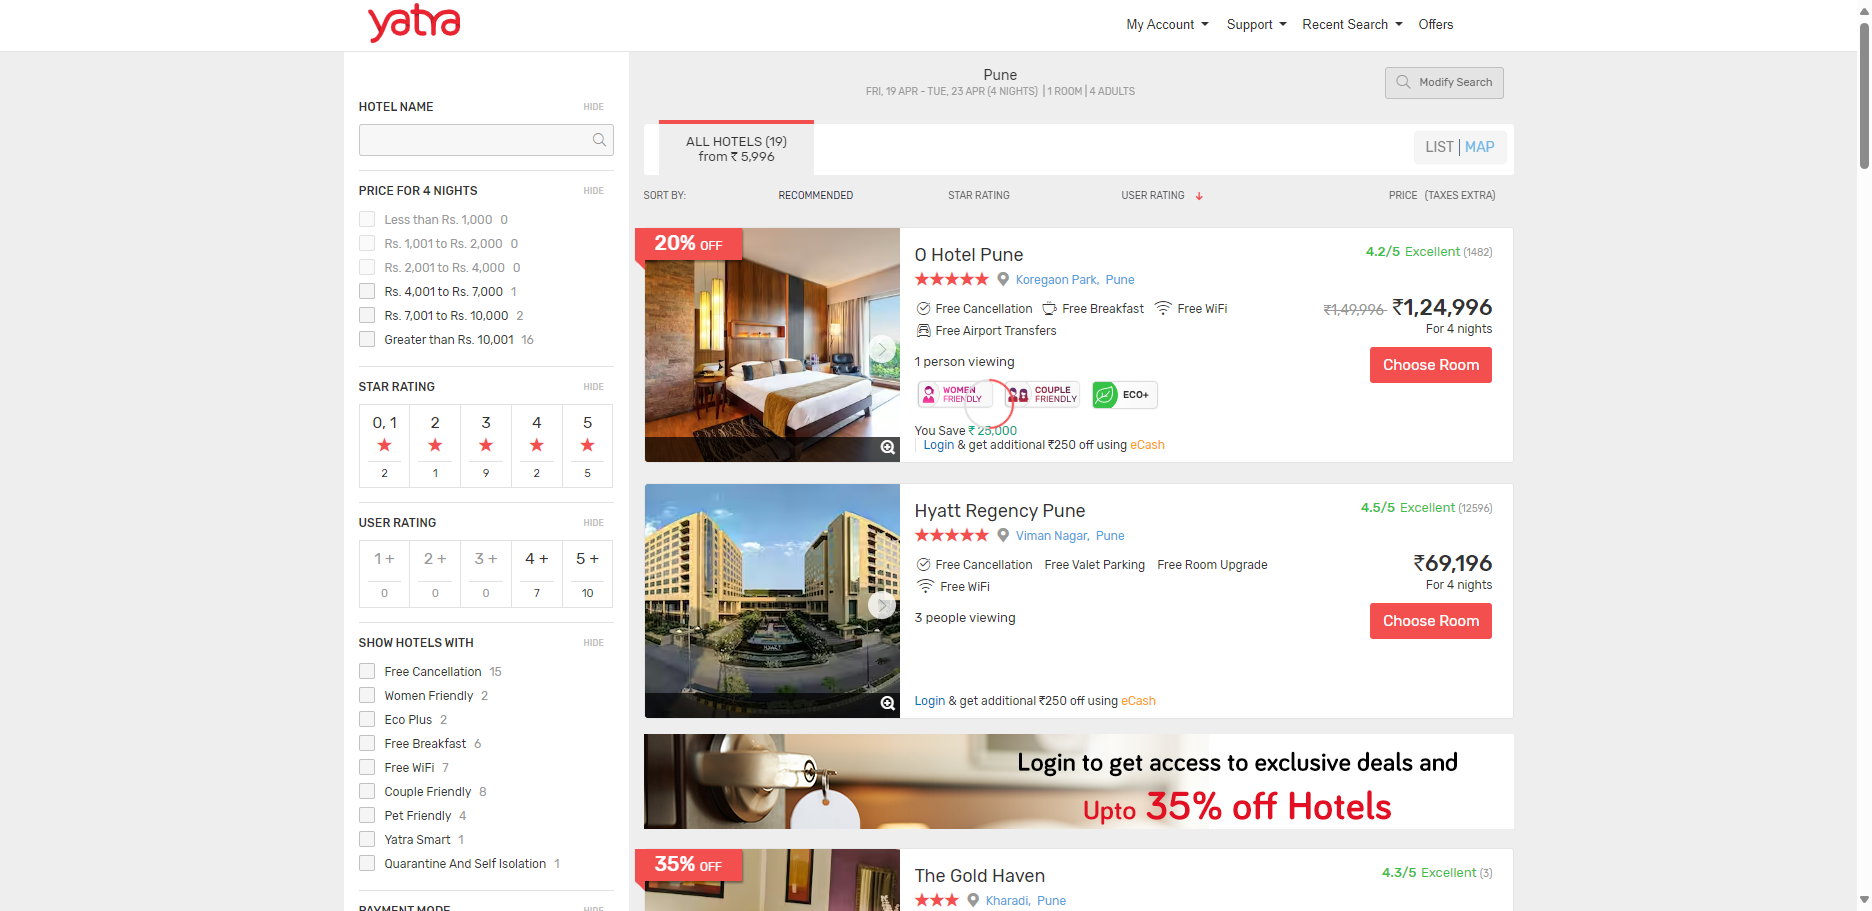 yatra
My Account
Support
Recent Search
Offers
HOTEL NAME
HIDE
PRICE FOR 4 NIGHTS
HIDE
Less than Rs. 1,000 0
Rs. 1,001 to Rs. 2,000 0
Rs. 2,001 to Rs. 4,000 0
Rs. 4,001 to Rs. 7,000 1
Rs. 7,001 to Rs. 10,000 2
Greater than Rs. 10,001 16
STAR RATING
HIDE
0, 1 2 3 4 5
2 1 9 2 5
USER RATING
HIDE
1 + 2 + 3 + 4 + 5 +
0 0 0 7 10
SHOW HOTELS WITH
HIDE
Free Cancellation 15
Women Friendly 2
Eco Plus 2
Free Breakfast 6
Free WiFi 7
Couple Friendly 8
Pet Friendly 4
Yatra Smart 1
Quarantine And Self Isolation 1
PAYMENT MODE
HIDE
Pune
FRI, 19 APR - TUE, 23 APR (4 NIGHTS) | 1 ROOM | 4 ADULTS
Modify Search
ALL HOTELS (19)
from ₹ 5,996
LIST | MAP
SORT BY:
RECOMMENDED
STAR RATING
USER RATING
PRICE (TAXES EXTRA)
20% OFF
O Hotel Pune
4.2/5 Excellent (1482)
Koregaon Park, Pune
Free Cancellation Free Breakfast Free WiFi
Free Airport Transfers
₹1,49,996 ₹1,24,996
For 4 nights
1 person viewing
Choose Room
WOMEN
FRIENDLY
COUPLE
FRIENDLY
ECO+
You Save ₹ 25,000
Login & get additional ₹250 off using eCash
Hyatt Regency Pune
4.5/5 Excellent (12596)
Viman Nagar, Pune
Free Cancellation Free Valet Parking Free Room Upgrade
Free WiFi
₹69,196
For 4 nights
3 people viewing
Choose Room
Login & get additional ₹250 off using eCash
Login to get access to exclusive deals and
Upto 35% off Hotels
35% OFF
The Gold Haven
4.3/5 Excellent (3)
Kharadi, Pune